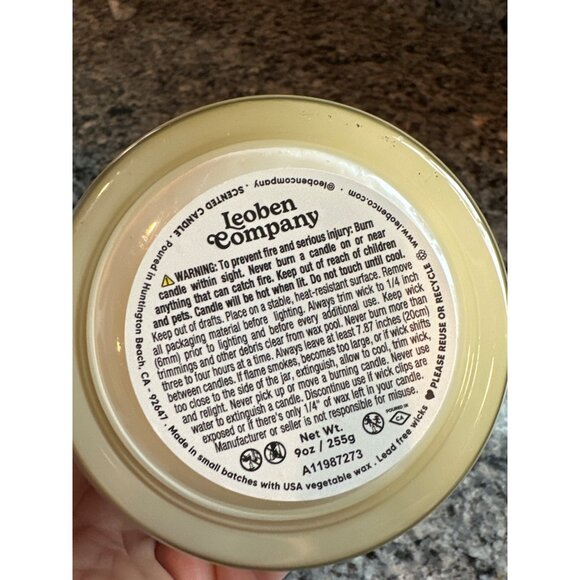 Leoben
Company
WARNING: To prevent fire and serious injury: Burn
candle within sight. Never burn a candle on or near
anything that can catch fire. Keep out of reach of children
and pets. Candle will be hot when lit. Do not touch until cool.
Keep out of drafts. Place on a stable, heat-resistant surface. Remove
all packaging material before lighting. Always trim wick to 1/4 inch
(6mm) prior to lighting and before every additional use. Keep wick
trimmings and other debris clear from wax pool. Never burn more than
three to four hours at a time. Always leave at least 7.87 inches (20cm)
between candles. If flame smokes, becomes too large, or if wick shifts
too close to the side of the jar, extinguish, allow to cool, trim wick,
and relight. Never pick up or move a burning candle. Never use
water to extinguish a candle. Discontinue use if wick clips are
exposed or if there's only 1/4" of wax left in your candle.
Manufacturer or seller is not responsible for misuse.
Net Wt.
9oz / 255g
A11987273
POURED IN
CA
@leobencompany · SCENTED CANDLE · Poured in Huntington Beach, CA · 92647 · Made in small batches with USA vegetable wax · Lead free wicks ♥ PLEASE REUSE OR RECYCLE
www.leobenco.com